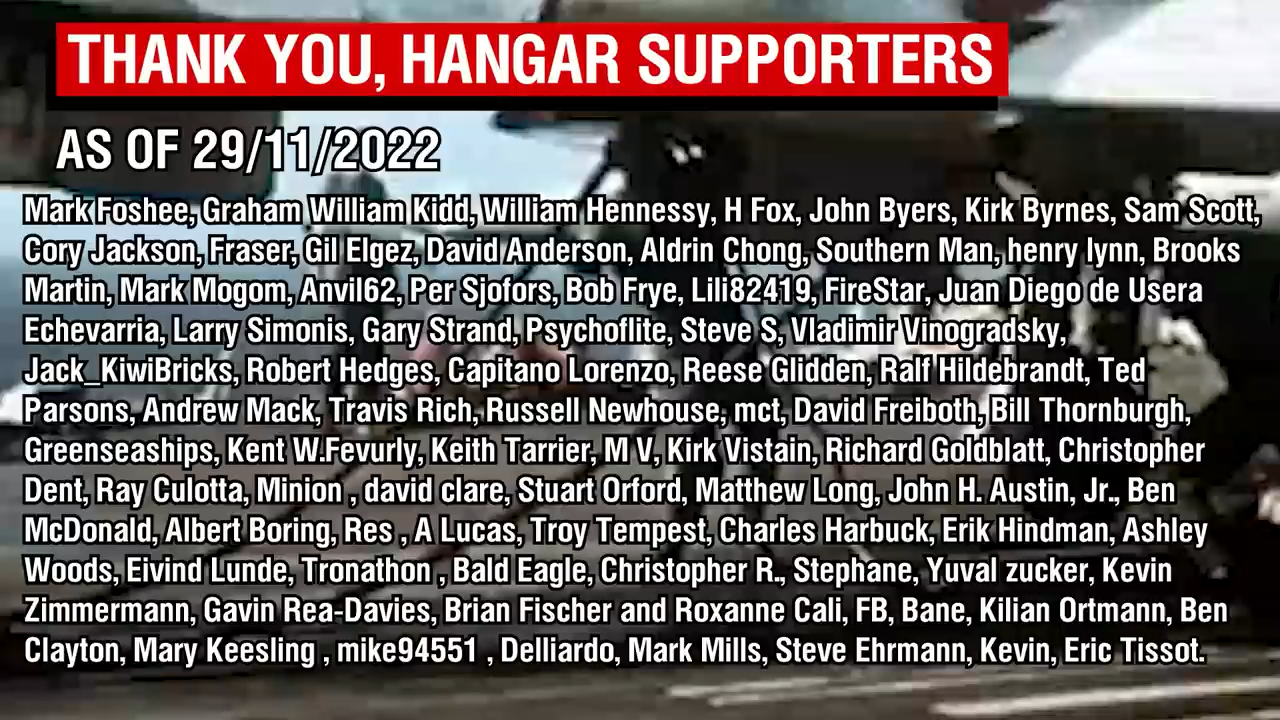 THANK YOU, HANGAR SUPPORTERS
AS OF 29/11/2022
Mark Foshee, Graham William Kidd, William Hennessy, H Fox, John Byers, Kirk Byrnes, Sam Scott,
Cory Jackson, Fraser, Gil Elgez, David Anderson, Aldrin Chong, Southern Man, henry lynn, Brooks
Martin, Mark Mogom, Anvil62, Per Sjofors, Bob Frye, Lili82419, FireStar, Juan Diego de Usera
Echevarria, Larry Simonis, Gary Strand, Psychoflite, Steve S, Vladimir Vinogradsky,
Jack_KiwiBricks, Robert Hedges, Capitano Lorenzo, Reese Glidden, Ralf Hildebrandt, Ted
Parsons, Andrew Mack, Travis Rich, Russell Newhouse, mct, David Freiboth, Bill Thornburgh,
Greenseaships, Kent W.Fevurly, Keith Tarrier, M V, Kirk Vistain, Richard Goldblatt, Christopher
Dent, Ray Culotta, Minion , david clare, Stuart Orford, Matthew Long, John H. Austin, Jr., Ben
McDonald, Albert Boring, Res , A Lucas, Troy Tempest, Charles Harbuck, Erik Hindman, Ashley
Woods, Eivind Lunde, Tronathon , Bald Eagle, Christopher R., Stephane, Yuval zucker, Kevin
Zimmermann, Gavin Rea-Davies, Brian Fischer and Roxanne Cali, FB, Bane, Kilian Ortmann, Ben
Clayton, Mary Keesling , mike94551 , Delliardo, Mark Mills, Steve Ehrmann, Kevin, Eric Tissot.